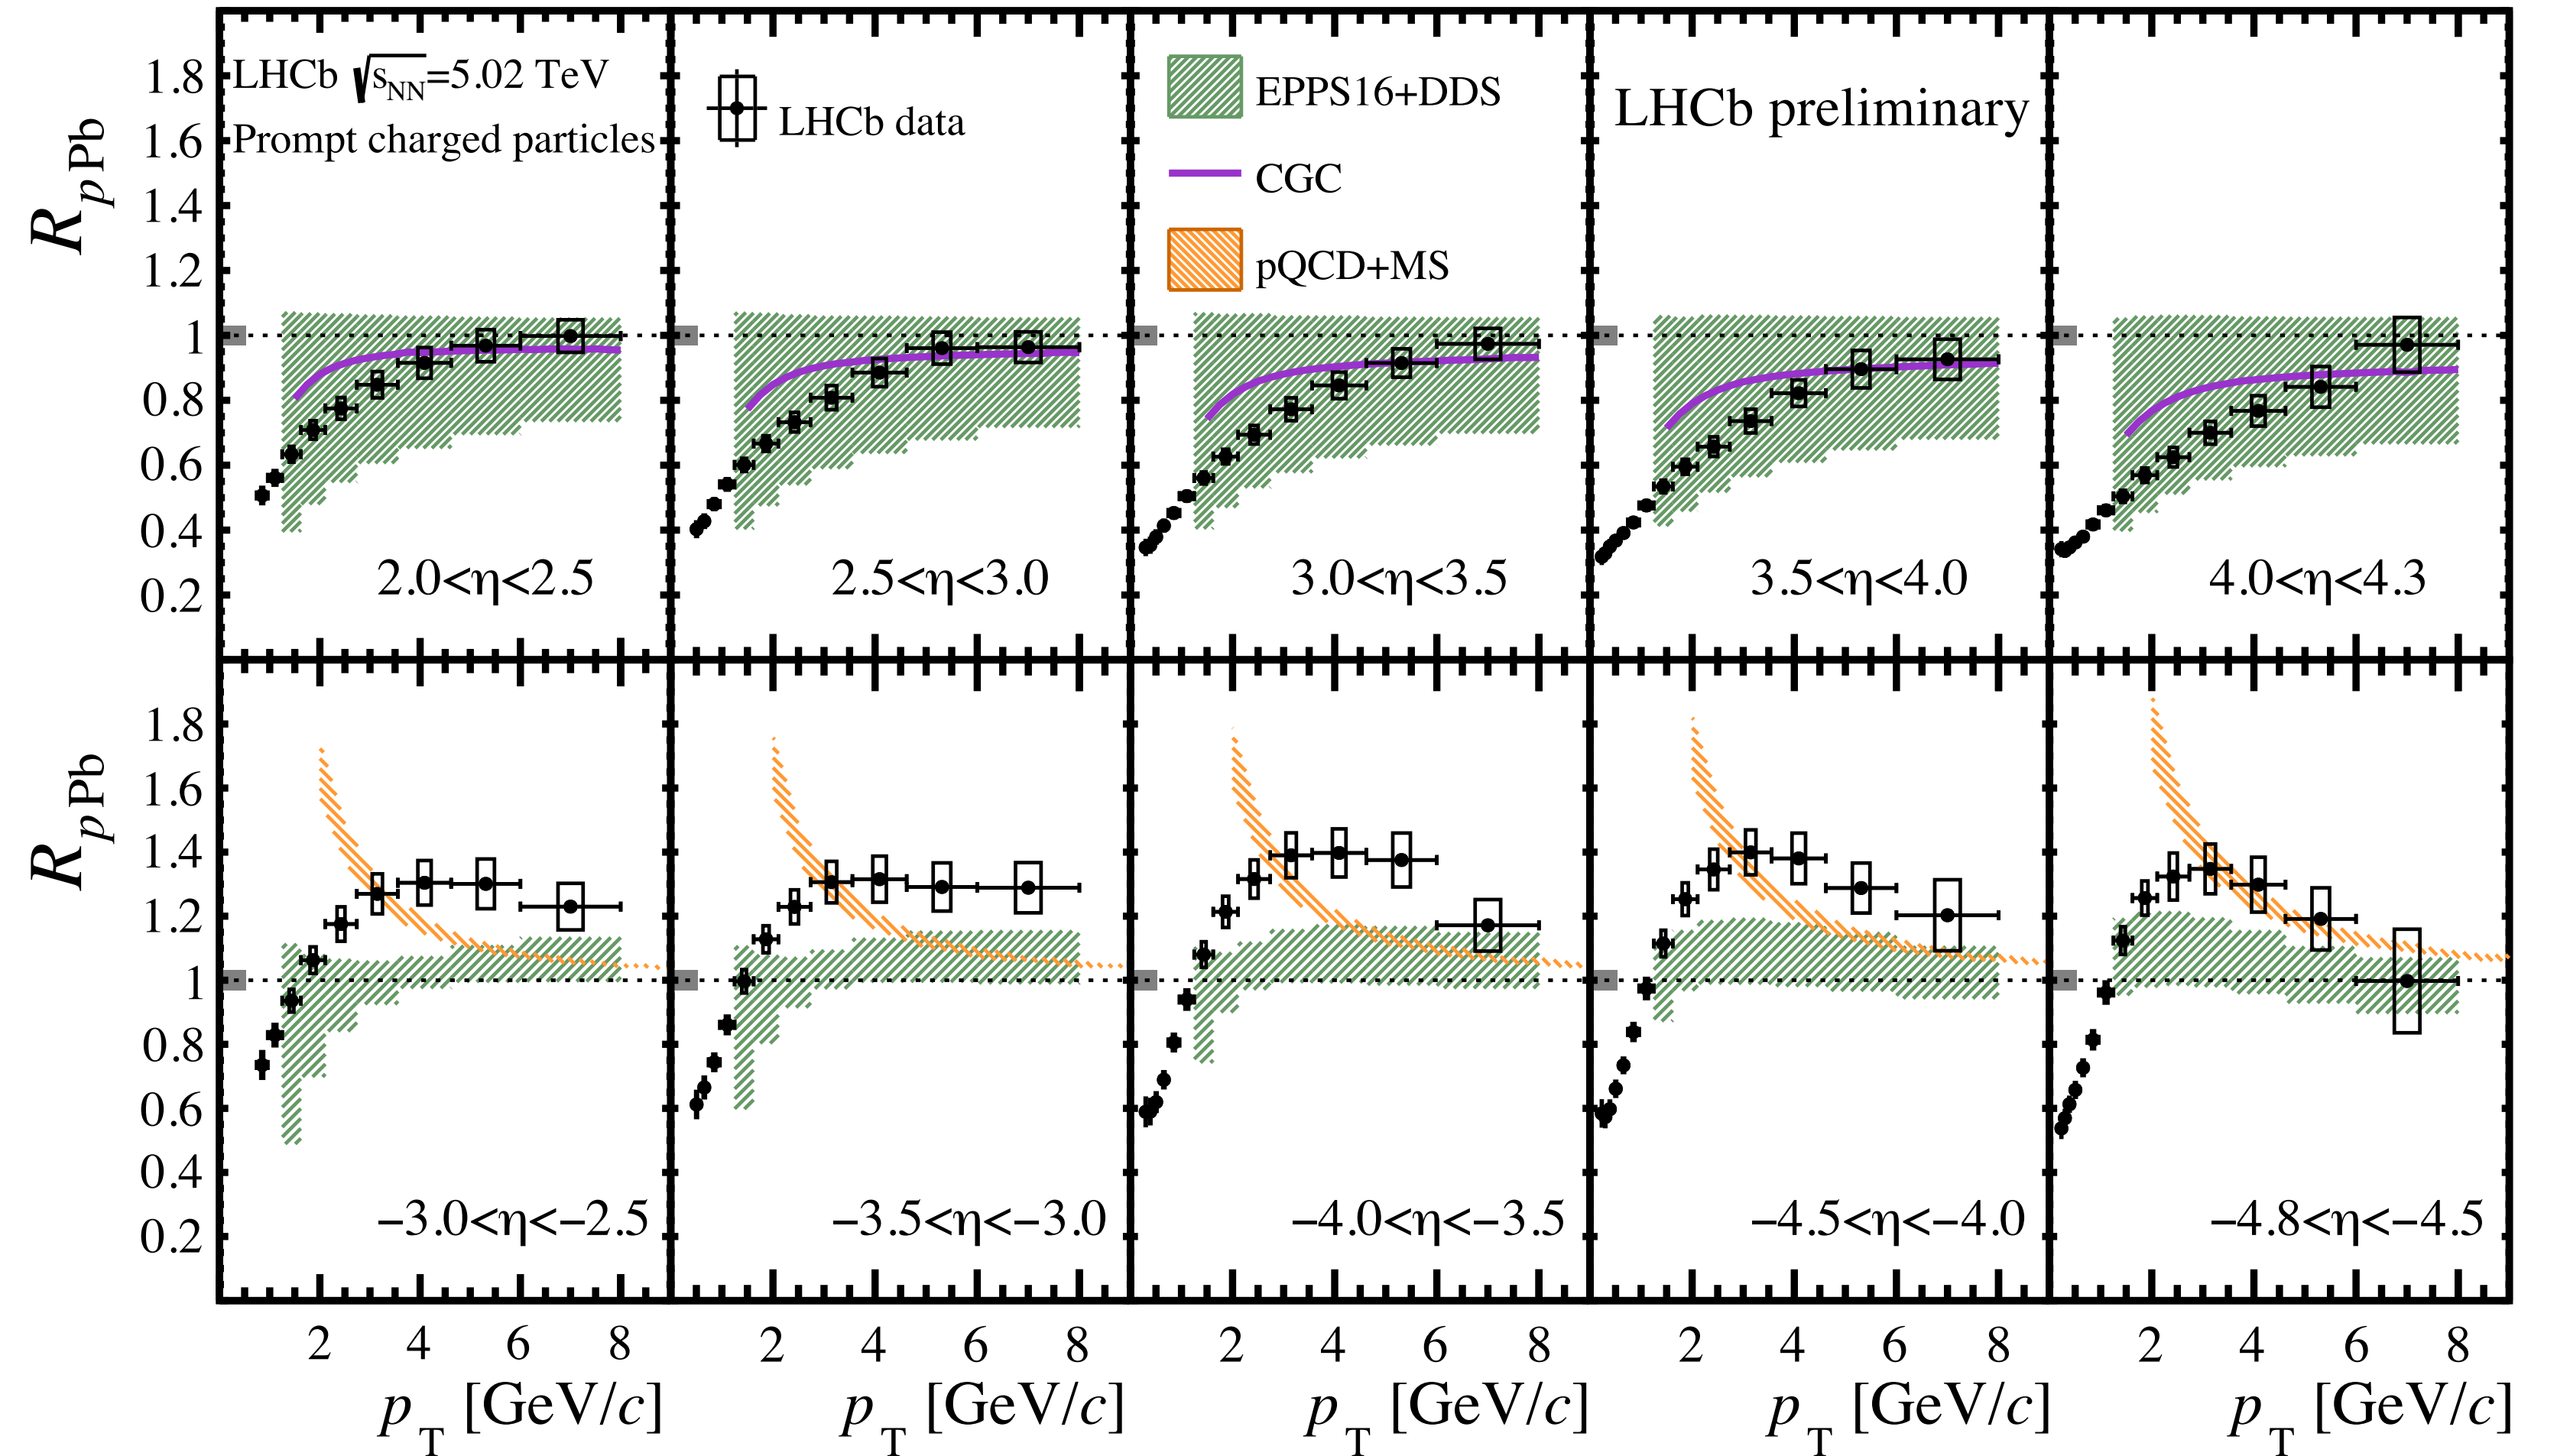 LHCb √sNN=5.02 TeV
Prompt charged particles
LHCb data
EPPS16+DDS
CGC
pQCD+MS
LHCb preliminary
RpPb
1.8
1.6
1.4
1.2
1
0.8
0.6
0.4
0.2
2.0<η<2.5
2.5<η<3.0
3.0<η<3.5
3.5<η<4.0
4.0<η<4.3
RpPb
1.8
1.6
1.4
1.2
1
0.8
0.6
0.4
0.2
−3.0<η<−2.5
−3.5<η<−3.0
−4.0<η<−3.5
−4.5<η<−4.0
−4.8<η<−4.5
2 4 6 8
2 4 6 8
2 4 6 8
2 4 6 8
2 4 6 8
pT [GeV/c]
pT [GeV/c]
pT [GeV/c]
pT [GeV/c]
pT [GeV/c]